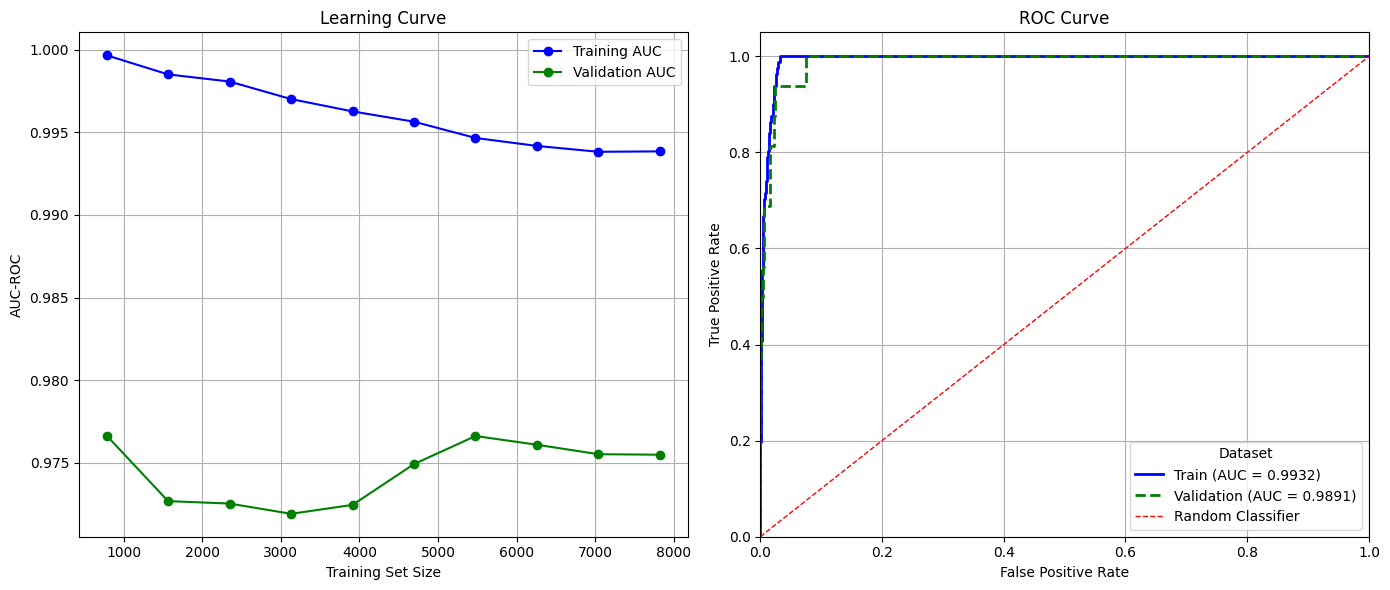 Learning Curve
1.000
0.995
0.990
0.985
0.980
0.975
AUC-ROC
Training AUC
Validation AUC
1000 2000 3000 4000 5000 6000 7000 8000
Training Set Size
ROC Curve
1.0
0.8
0.6
0.4
0.2
0.0
True Positive Rate
Dataset
Train (AUC = 0.9932)
Validation (AUC = 0.9891)
Random Classifier
0.0 0.2 0.4 0.6 0.8 1.0
False Positive Rate